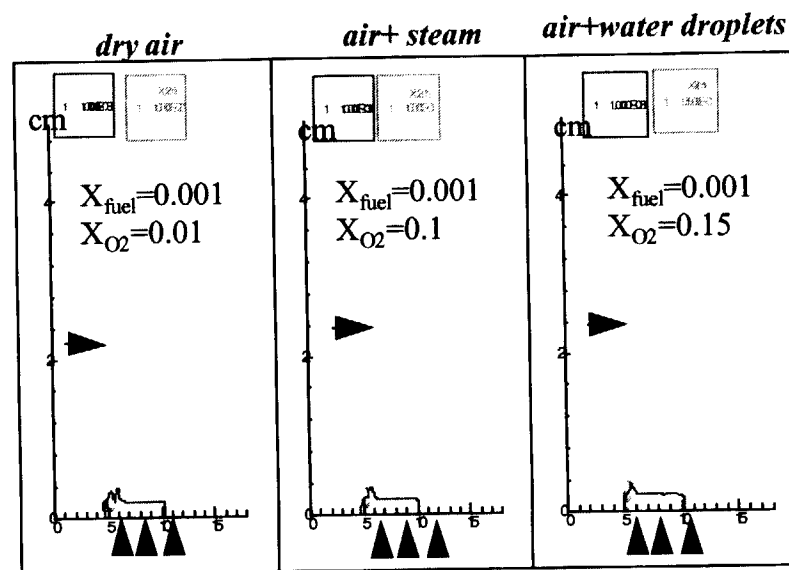 dry air
air+ steam
air+water droplets
cm
X_fuel=0.001
X_O2=0.01
4
2
0
0 5 10 15
cm
X_fuel=0.001
X_O2=0.1
4
2
0
0 5 10 15
cm
X_fuel=0.001
X_O2=0.15
4
2
0
0 5 10 15